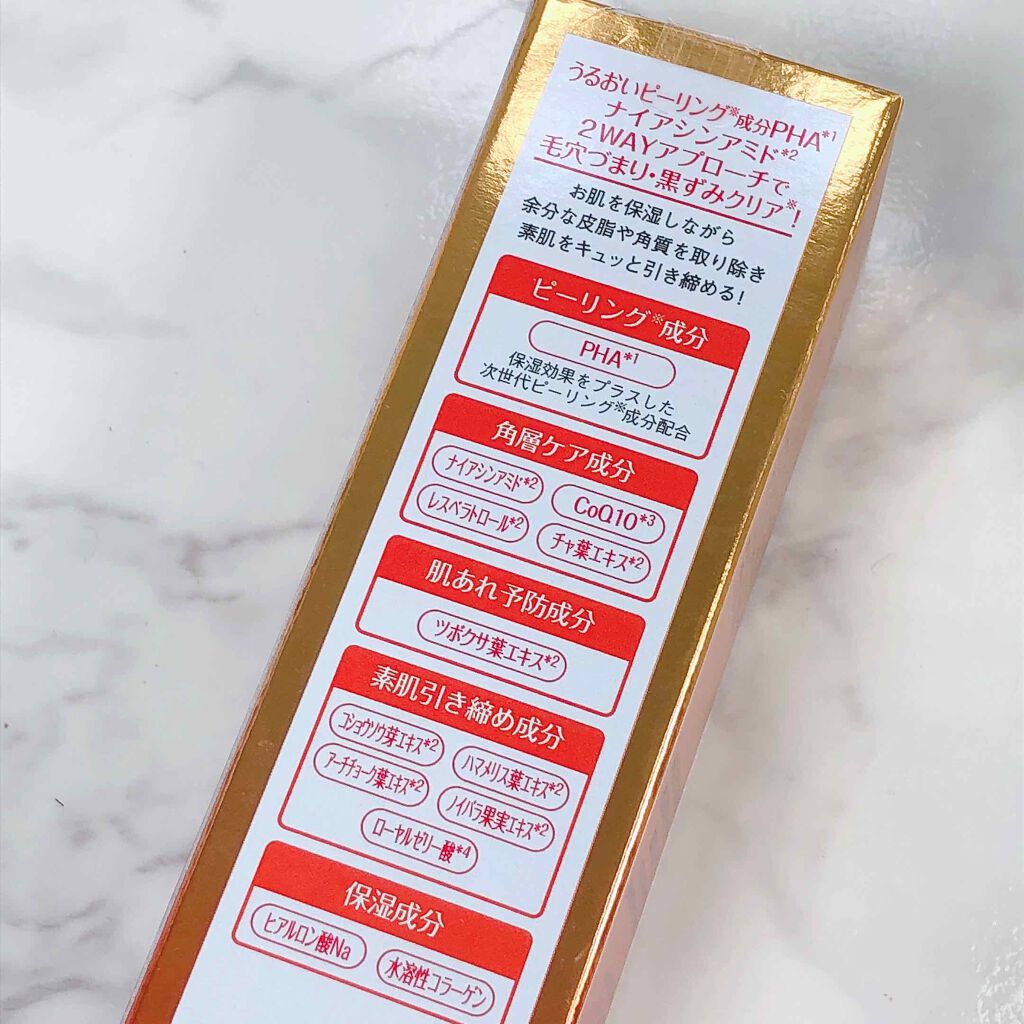 うるおいピーリング※成分PHA*1
ナイアシンアミド*2
2WAYアプローチで
毛穴づまり・黒ずみクリア※!
お肌を保湿しながら
余分な皮脂や角質を取り除き
素肌をキュッと引き締める!
ピーリング※成分
PHA*1
保湿効果をプラスした
次世代ピーリング※成分配合
角層ケア成分
ナイアシンアミド*2
CoQ10*3
レスベラトロール*2
チャ葉エキス*2
肌あれ予防成分
ツボクサ葉エキス*2
素肌引き締め成分
ゴショウソウ芽エキス*2
ハマメリス葉エキス*2
アーチチョーク葉エキス*2
ノイバラ果実エキス*2
ローヤルゼリー酸*4
保湿成分
ヒアルロン酸Na
水溶性コラーゲン